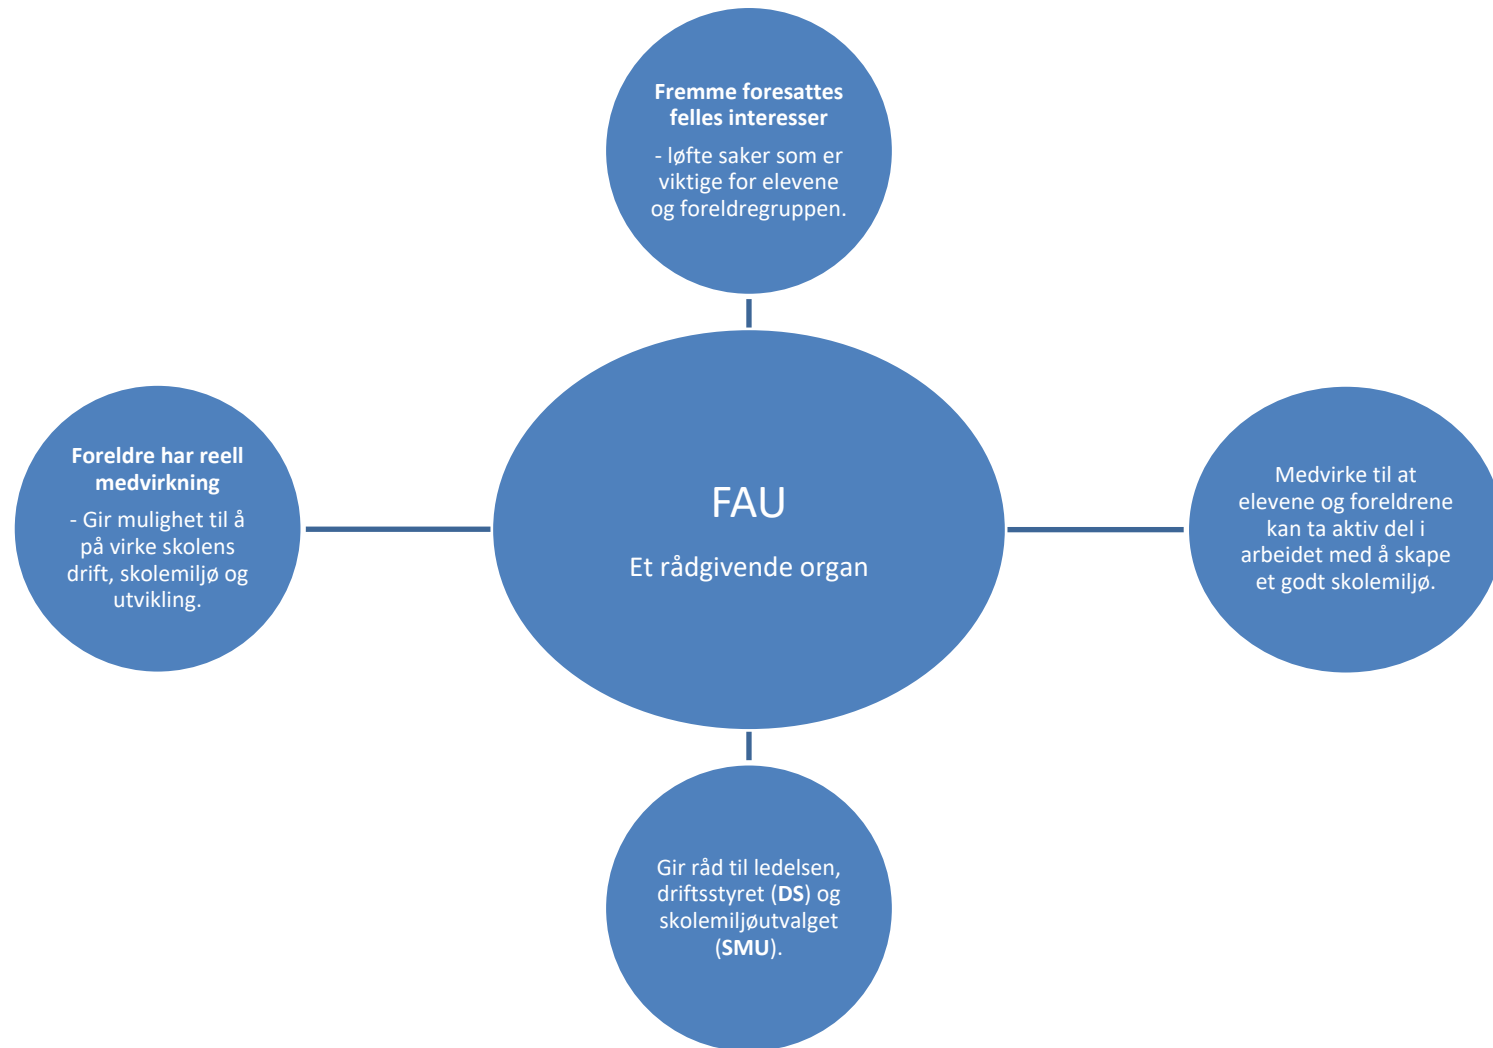 Fremme foresattes
felles interesser
- løfte saker som er
viktige for elevene
og foreldregruppen.
Foreldre har reell
medvirkning
- Gir mulighet til å
på virke skolens
drift, skolemiljø og
utvikling.
FAU
Et rådgivende organ
Medvirke til at
elevene og foreldrene
kan ta aktiv del i
arbeidet med å skape
et godt skolemiljø.
Gir råd til ledelsen,
driftsstyret (DS) og
skolemiljøutvalget
(SMU).